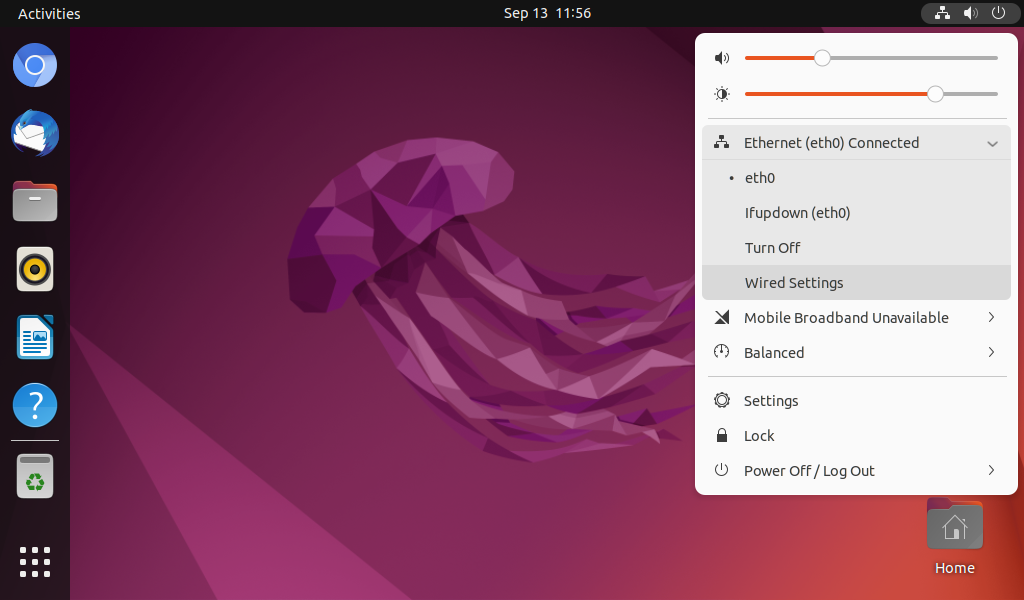 Activities
Sep 13 11:56
Ethernet (eth0) Connected
eth0
Ifupdown (eth0)
Turn Off
Wired Settings
Mobile Broadband Unavailable
Balanced
Settings
Lock
Power Off / Log Out
Home